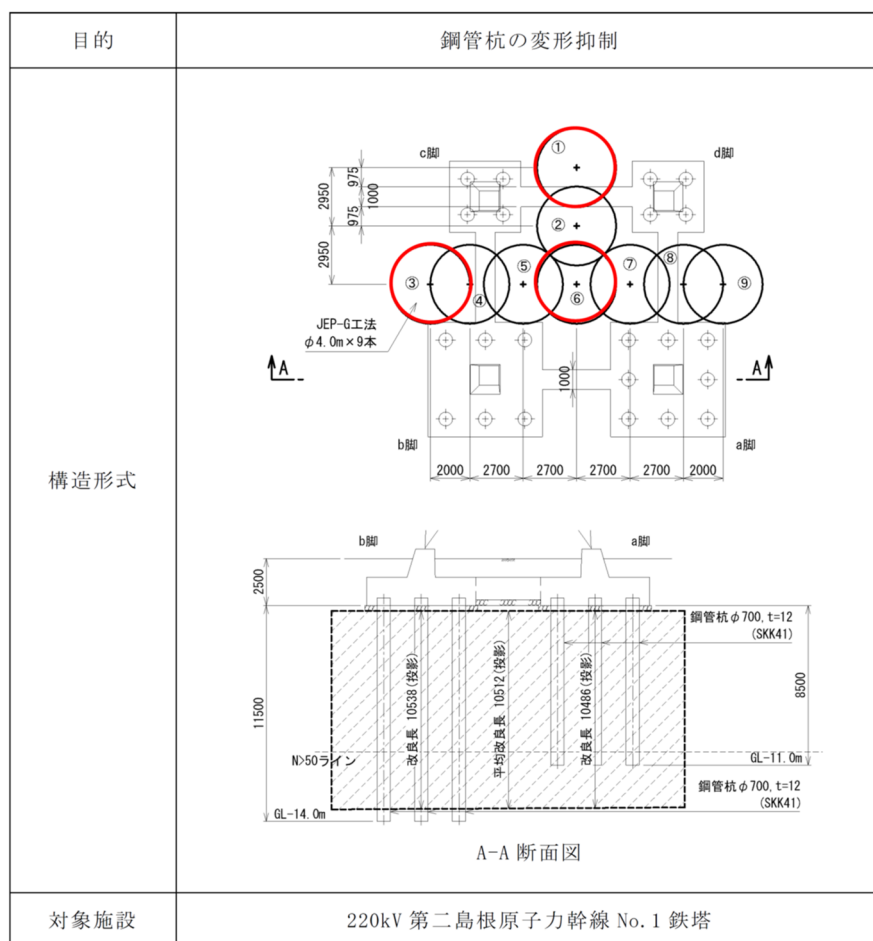 目的
鋼管杭の変形抑制
構造形式
c脚
d脚
①
②
③
④
⑤
⑥
⑦
⑧
⑨
2950
2950
975
1000
975
JEP-G工法
φ4.0m×9本
A
A
1000
b脚
a脚
2000
2700
2700
2700
2700
2000
b脚
a脚
2500
11500
8500
鋼管杭φ700,t=12
(SKK41)
改良長 10538(投影)
平均改良長 10512(投影)
改良長 10486(投影)
N>50ライン
GL-11.0m
鋼管杭φ700,t=12
(SKK41)
GL-14.0m
A-A 断面図
対象施設
220kV 第二島根原子力幹線 No.1 鉄塔